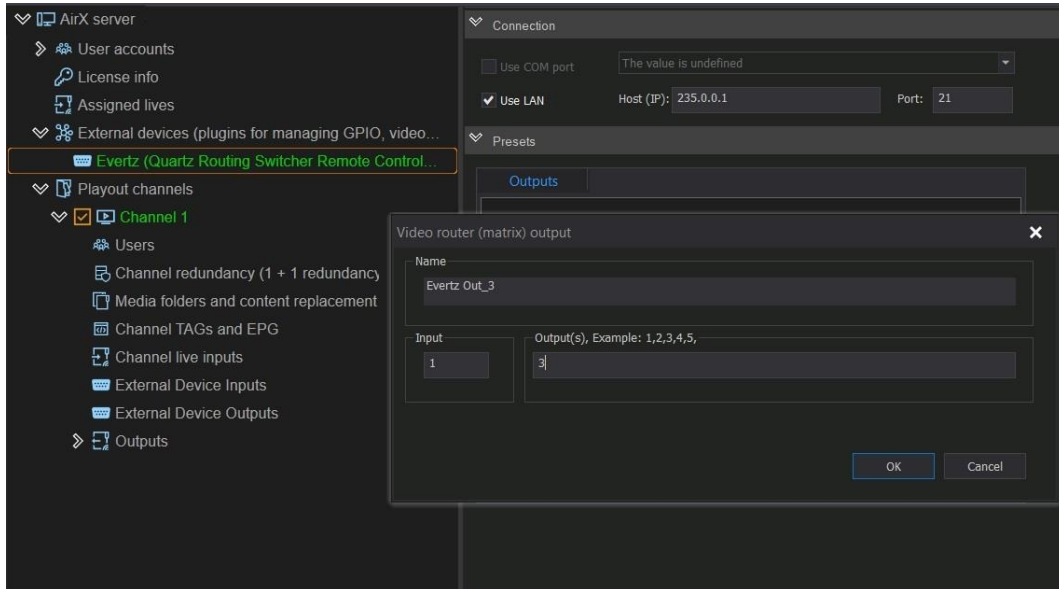 AirX server
User accounts
License info
Assigned lives
External devices (plugins for managing GPIO, video...
Evertz (Quartz Routing Switcher Remote Control...
Playout channels
Channel 1
Users
Channel redundancy (1 + 1 redundancy
Media folders and content replacement
Channel TAGs and EPG
Channel live inputs
External Device Inputs
External Device Outputs
Outputs
Connection
Use COM port
The value is undefined
Use LAN
Host (IP): 235.0.0.1
Port: 21
Presets
Outputs
Video router (matrix) output
Name
Evertz Out_3
Input
1
Output(s), Example: 1,2,3,4,5,
3
OK
Cancel